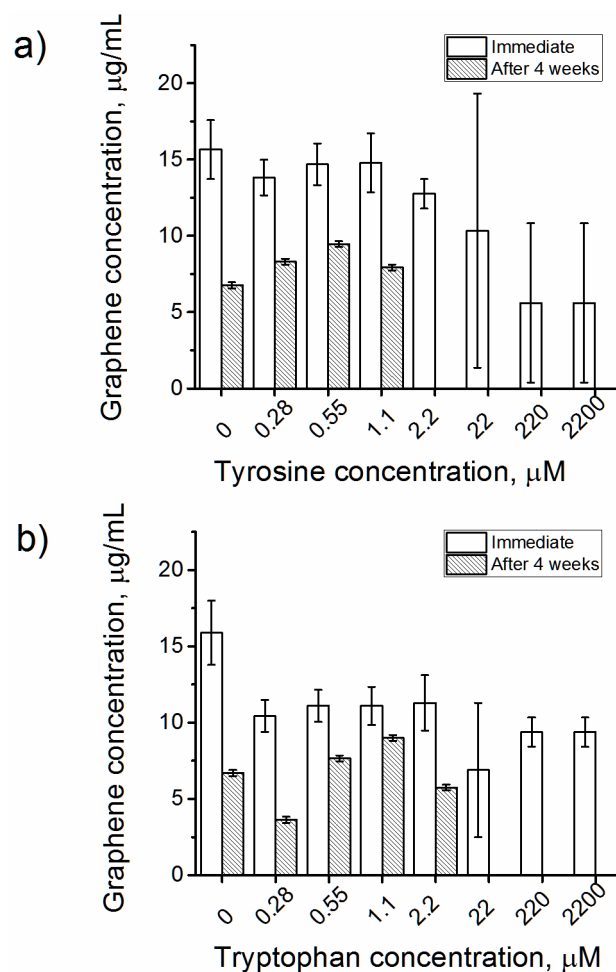 a)
Graphene concentration, μg/mL
20
15
10
5
0
Immediate
After 4 weeks
0
0.28
0.55
1.1
2.2
22
220
2200
Tyrosine concentration, μM
b)
Graphene concentration, μg/mL
20
15
10
5
0
Immediate
After 4 weeks
0
0.28
0.55
1.1
2.2
22
220
2200
Tryptophan concentration, μM